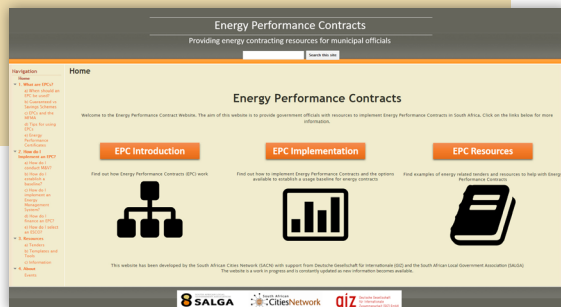 Energy Performance Contracts
Providing energy contracting resources for municipal officials
Search this site
Navigation
Home
1. What are EPCs?
a) When should an EPC be used?
b) Guaranteed vs Savings Schemes
c) EPCs and the MFMA
d) Tips for using EPCs
e) Energy Performance Certificates
2. How do I implement an EPC?
a) How do I conduct M&V?
b) How do I establish a baseline?
c) How do I implement an Energy Management System?
d) How do I finance an EPC?
e) How do I select an ESCO?
3. Resources
a) Tenders
b) Templates and Tools
c) Information
4. About
Events
Home
Energy Performance Contracts
Welcome to the Energy Performance Contract Website. The aim of this website is to provide government officials with resources to implement Energy Performance Contracts in South Africa. Click on the links below for more
information.
EPC Introduction
EPC Implementation
EPC Resources
Find out how Energy Performance Contracts (EPC) work
Find out how to implement Energy Performance Contracts and the options
available to establish a usage baseline for energy contracts
Find examples of energy related tenders and resources to help with Energy
Performance Contracts
This website has been developed by the South African Cities Network (SACN) with support from Deutsche Gesellschaft für Internationale (GIZ) and the South African Local Government Association (SALGA)
The website is a work in progress and is constantly updated as new information becomes available.
SALGA
South African
CitiesNetwork
giz
Deutsche Gesellschaft
für Internationale
Zusammenarbeit (GIZ) GmbH